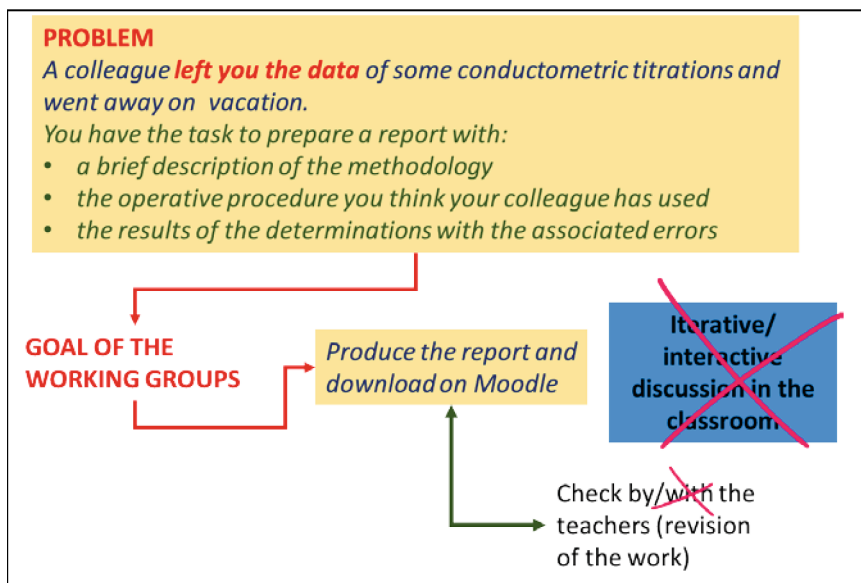 PROBLEM
A colleague left you the data of some conductometric titrations and
went away on vacation.
You have the task to prepare a report with:
• a brief description of the methodology
• the operative procedure you think your colleague has used
• the results of the determinations with the associated errors
GOAL OF THE
WORKING GROUPS
Produce the report and
download on Moodle
Iterative/
interactive
discussion in the
classroom
Check by/with the
teachers (revision
of the work)